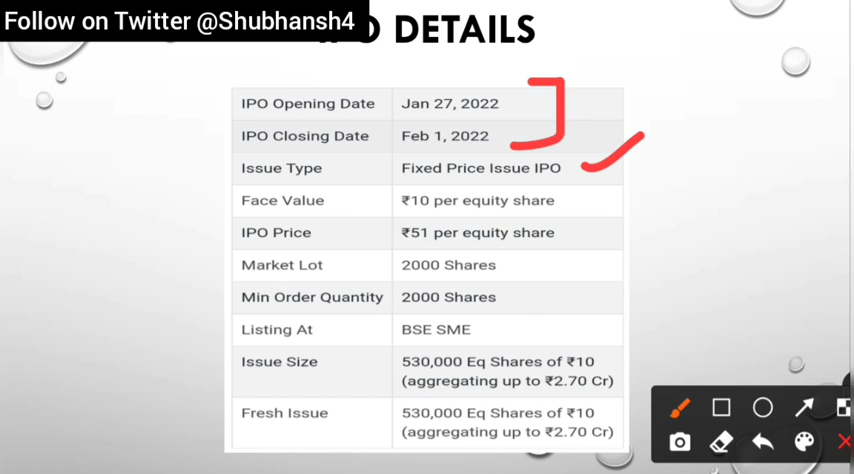 Follow on Twitter @Shubhansh4
DETAILS
IPO Opening Date Jan 27, 2022
IPO Closing Date Feb 1, 2022
Issue Type Fixed Price Issue IPO
Face Value ₹10 per equity share
IPO Price ₹51 per equity share
Market Lot 2000 Shares
Min Order Quantity 2000 Shares
Listing At BSE SME
Issue Size 530,000 Eq Shares of ₹10
(aggregating up to ₹2.70 Cr)
Fresh Issue 530,000 Eq Shares of ₹10
(aggregating up to ₹2.70 Cr)